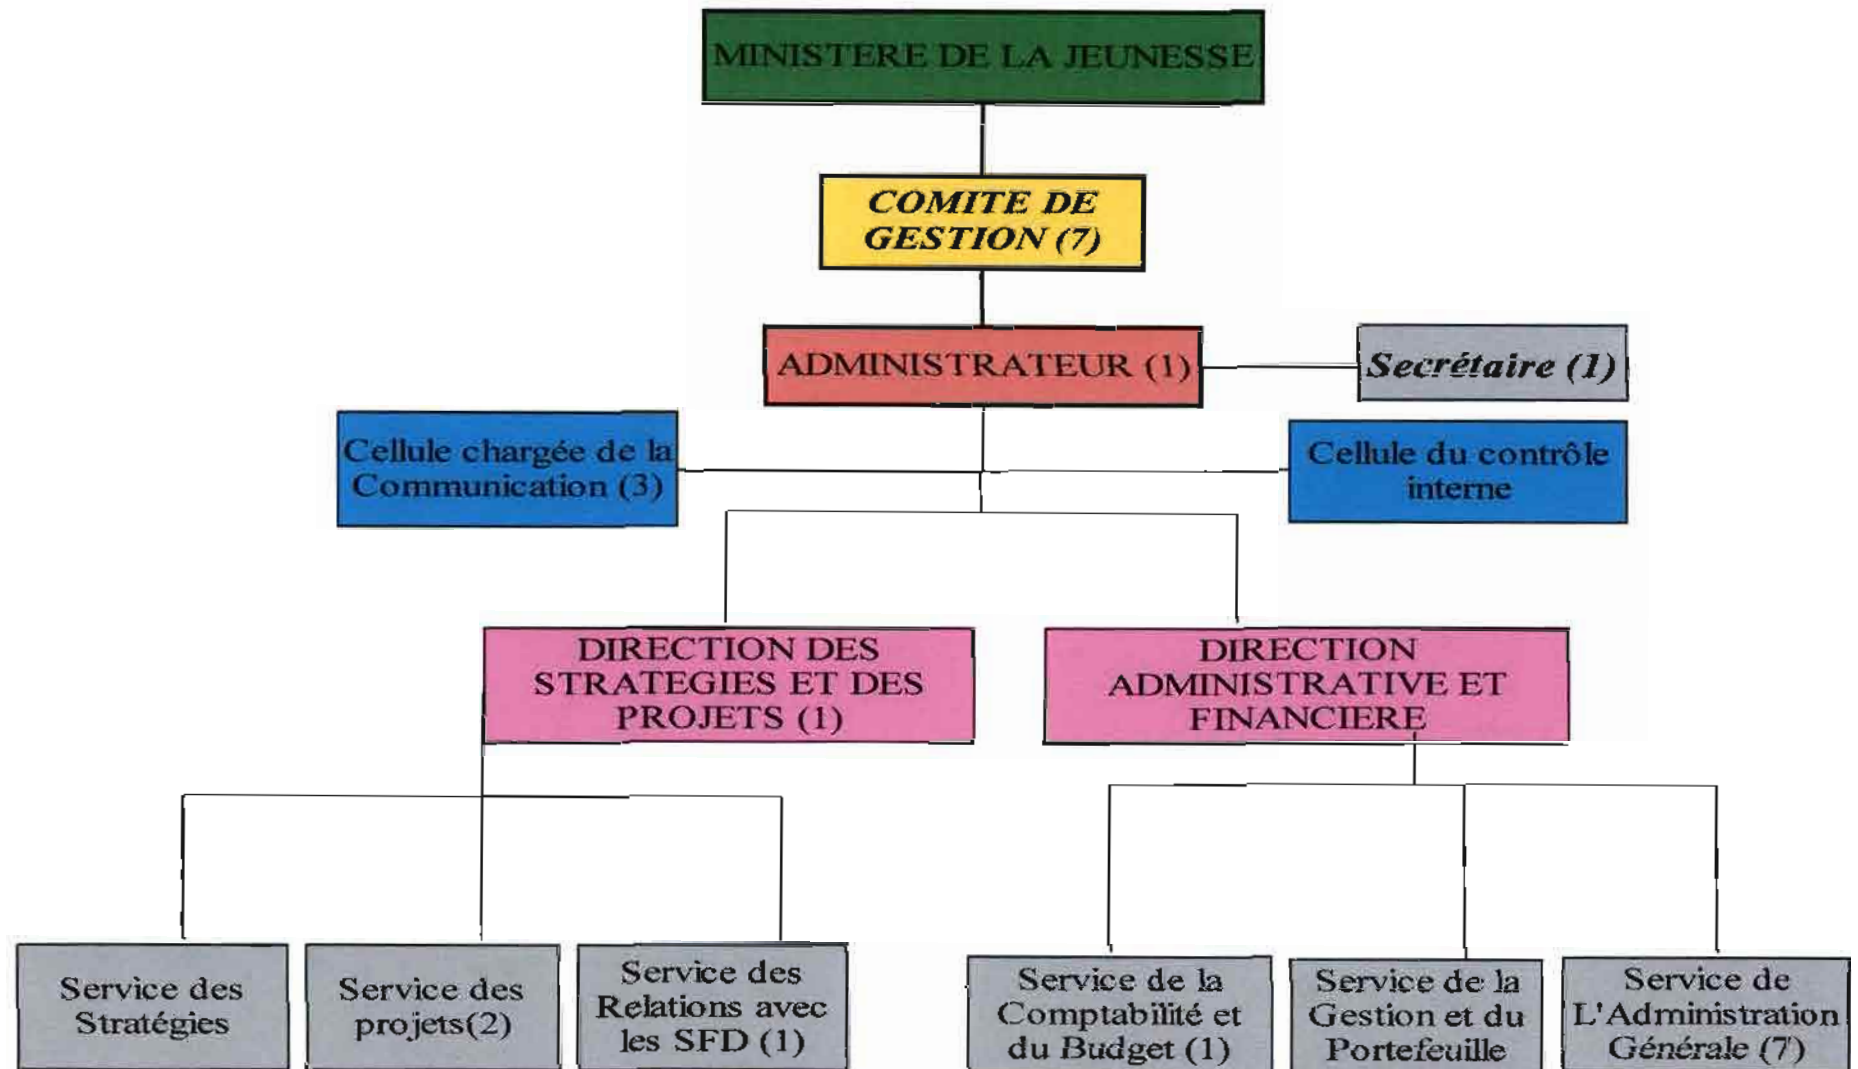 MINISTERE DE LA JEUNESSE
COMITE DE
GESTION (7)
ADMINISTRATEUR (1)
Secrétaire (1)
Cellule chargée de la
Communication (3)
Cellule du contrôle
interne
DIRECTION DES
STRATEGIES ET DES
PROJETS (1)
DIRECTION
ADMINISTRATIVE ET
FINANCIERE
Service des
Stratégies
Service des
projets(2)
Service des
Relations avec
les SFD (1)
Service de la
Comptabilité et
du Budget (1)
Service de la
Gestion et du
Portefeuille
Service de
L'Administration
Générale (7)